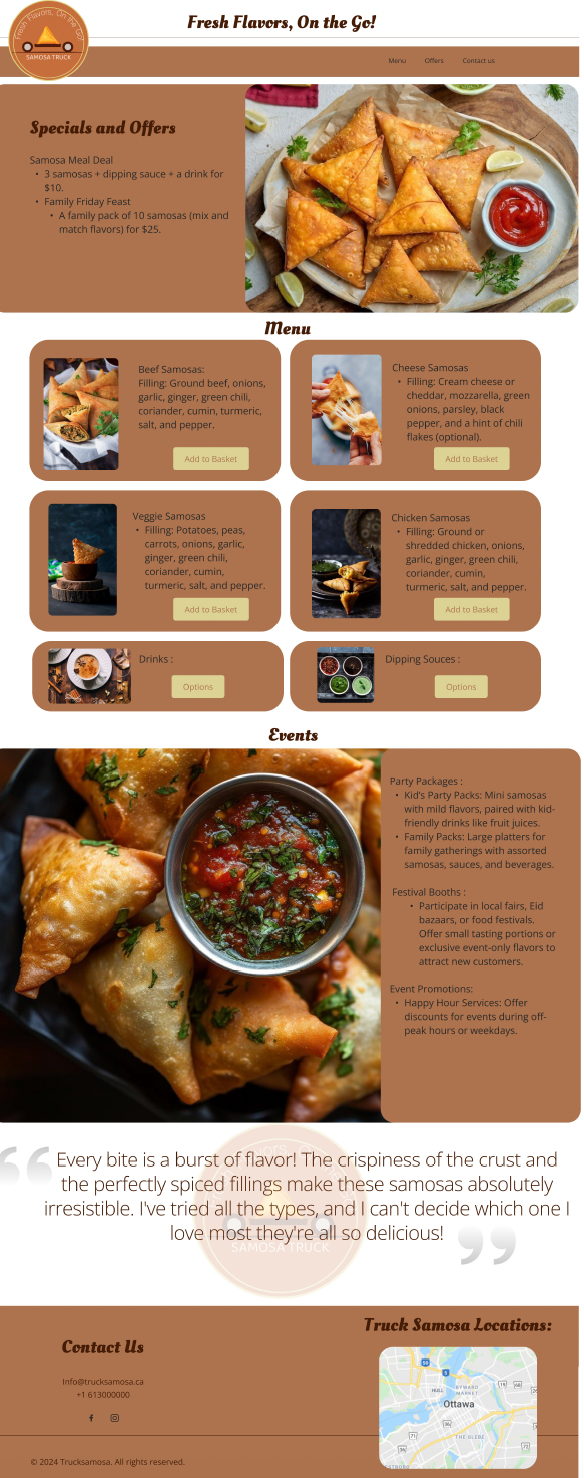 Fresh Flavors, On the Go!
Fresh Flavors, On the Go!
SAMOSA TRUCK
Menu Offers Contact us
Specials and Offers
Samosa Meal Deal
• 3 samosas + dipping sauce + a drink for
$10.
• Family Friday Feast
• A family pack of 10 samosas (mix and
match flavors) for $25.
Menu
Beef Samosas:
Filling: Ground beef, onions,
garlic, ginger, green chili,
coriander, cumin, turmeric,
salt, and pepper.
Add to Basket
Cheese Samosas
• Filling: Cream cheese or
cheddar, mozzarella, green
onions, parsley, black
pepper, and a hint of chili
flakes (optional).
Add to Basket
Veggie Samosas
• Filling: Potatoes, peas,
carrots, onions, garlic,
ginger, green chili,
coriander, cumin,
turmeric, salt, and pepper.
Add to Basket
Chicken Samosas
• Filling: Ground or
shredded chicken, onions,
garlic, ginger, green chili,
coriander, cumin,
turmeric, salt, and pepper.
Add to Basket
Drinks :
Options
Dipping Souces :
Options
Events
Party Packages :
• Kid's Party Packs: Mini samosas
with mild flavors, paired with kid-
friendly drinks like fruit juices.
• Family Packs: Large platters for
family gatherings with assorted
samosas, sauces, and beverages.
Festival Booths :
• Participate in local fairs, Eid
bazaars, or food festivals.
Offer small tasting portions or
exclusive event-only flavors to
attract new customers.
Event Promotions:
• Happy Hour Services: Offer
discounts for events during off-
peak hours or weekdays.
“
Every bite is a burst of flavor! The crispiness of the crust and
the perfectly spiced fillings make these samosas absolutely
irresistible. I've tried all the types, and I can't decide which one I
love most they're all so delicious!
”
SAMOSA TRUCK
Contact Us
Info@trucksamosa.ca
+1 613000000
© 2024 Trucksamosa. All rights reserved.
Truck Samosa Locations:
HULL
BYWARD
MARKET
Ottawa
THE GLEBE